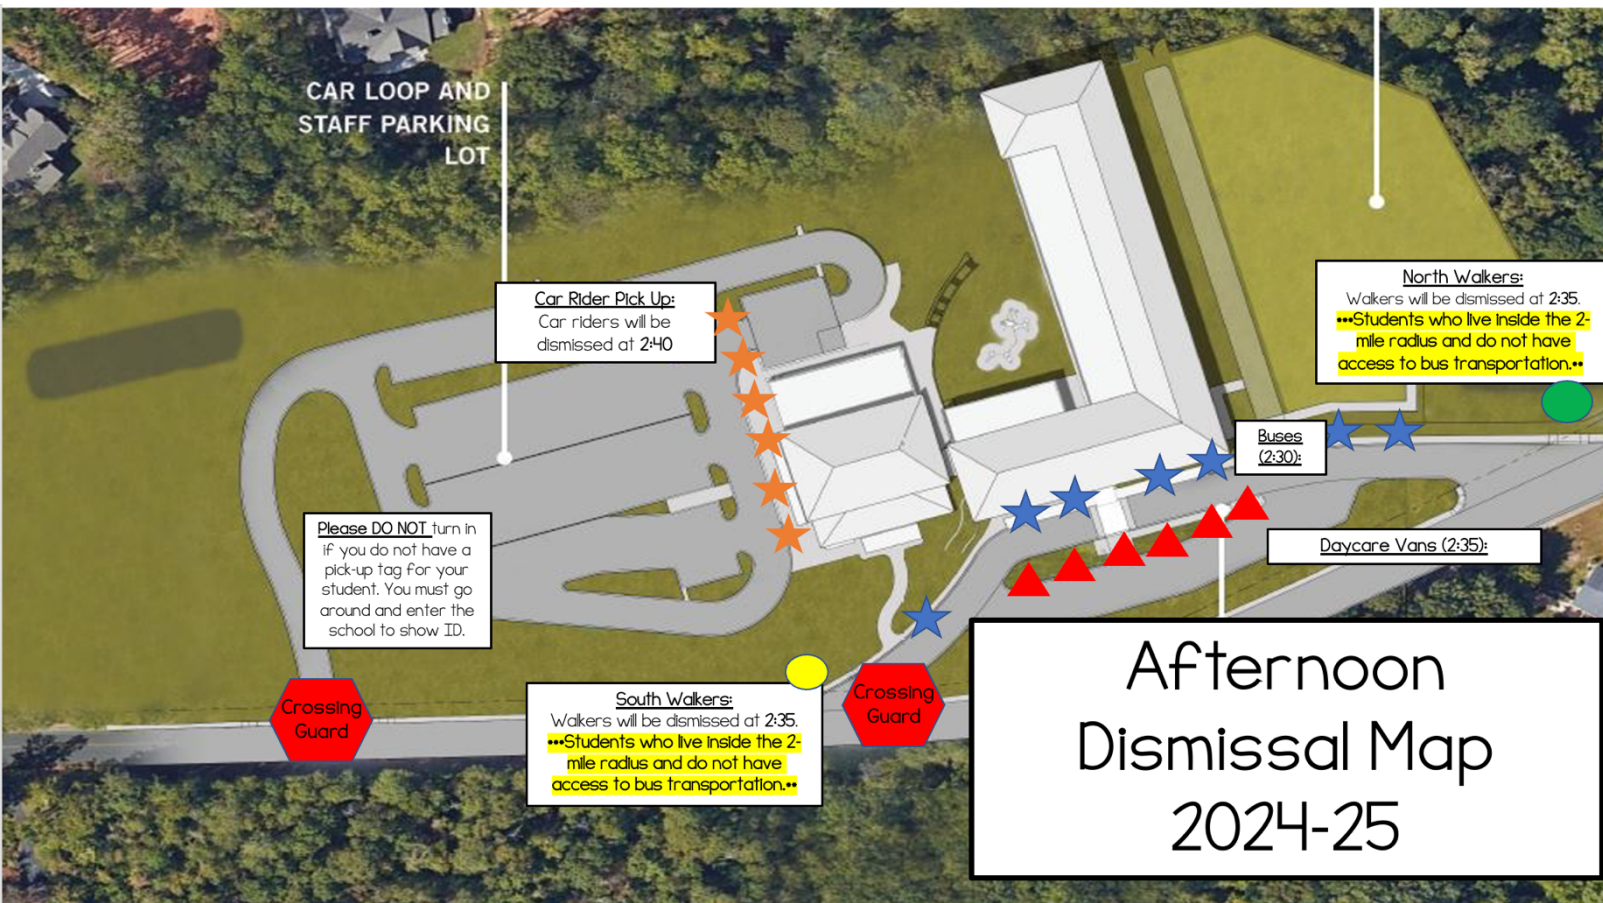 CAR LOOP AND
STAFF PARKING
LOT
Car Rider Pick Up:
Car riders will be
dismissed at 2:40
North Walkers:
Walkers will be dismissed at 2:35.
•••Students who live inside the 2-
mile radius and do not have
access to bus transportation.••
Buses
(2:30):
Please DO NOT turn in
if you do not have a
pick-up tag for your
student. You must go
around and enter the
school to show ID.
Daycare Vans (2:35):
Crossing
Guard
South Walkers:
Walkers will be dismissed at 2:35.
•••Students who live inside the 2-
mile radius and do not have
access to bus transportation.••
Crossing
Guard
Afternoon
Dismissal Map
2024-25